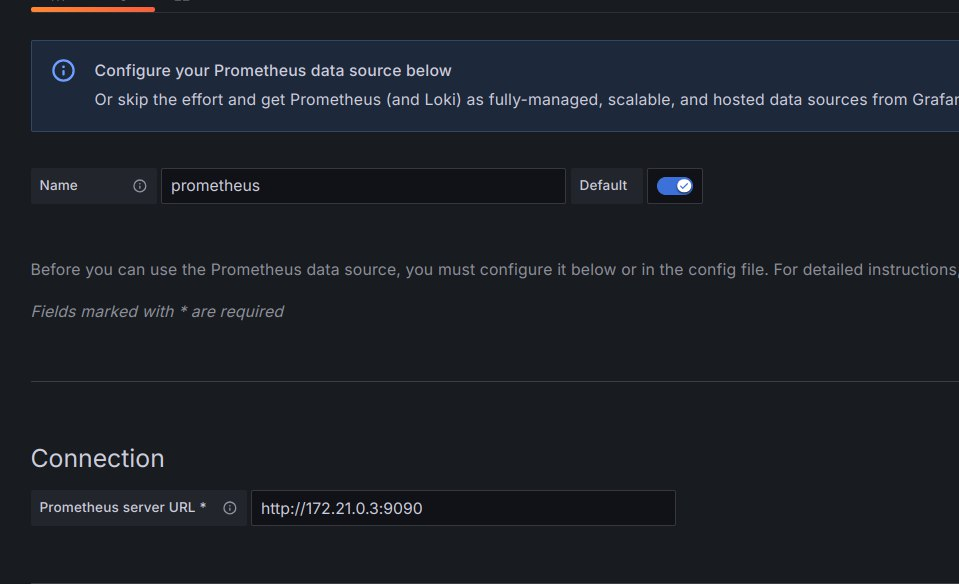 Configure your Prometheus data source below
Or skip the effort and get Prometheus (and Loki) as fully-managed, scalable, and hosted data sources from
Name
prometheus
Default
Before you can use the Prometheus data source, you must configure it below or in the config file. For detailed instructions,
Fields marked with * are required
Connection
Prometheus server URL *
http://172.21.0.3:9090